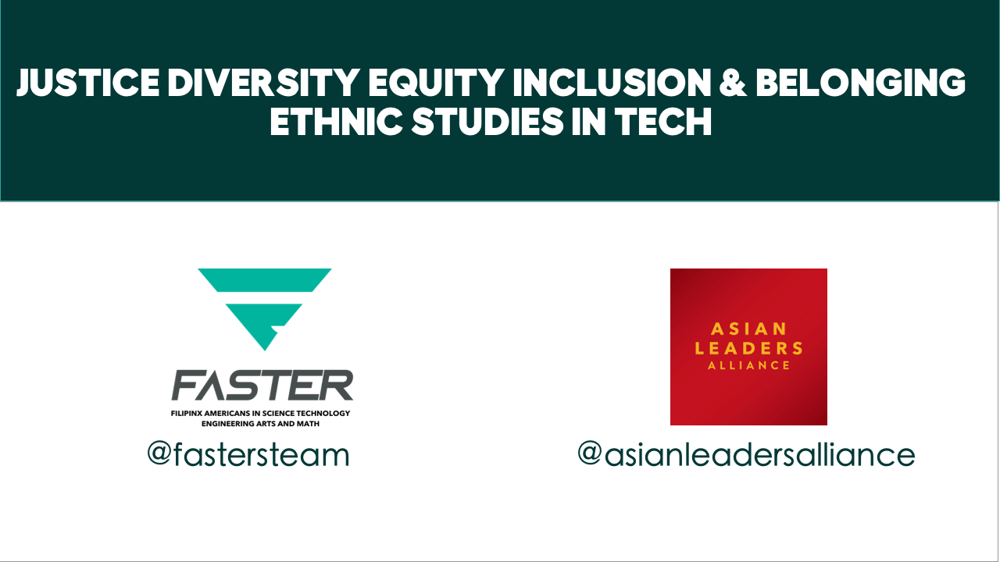 JUSTICE DIVERSITY EQUITY INCLUSION & BELONGING
ETHNIC STUDIES IN TECH
FASTER
FILIPINX AMERICANS IN SCIENCE TECHNOLOGY
ENGINEERING ARTS AND MATH
@fastersteam
ASIAN
LEADERS
ALLIANCE
@asianleadersalliance